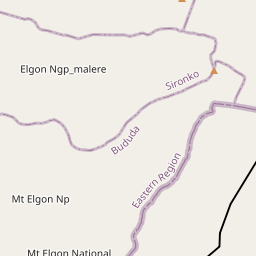 Elgon Ngp_malere
Sironko
Bududa
Eastern Region
Mt Elgon Np
Mt Elgon National